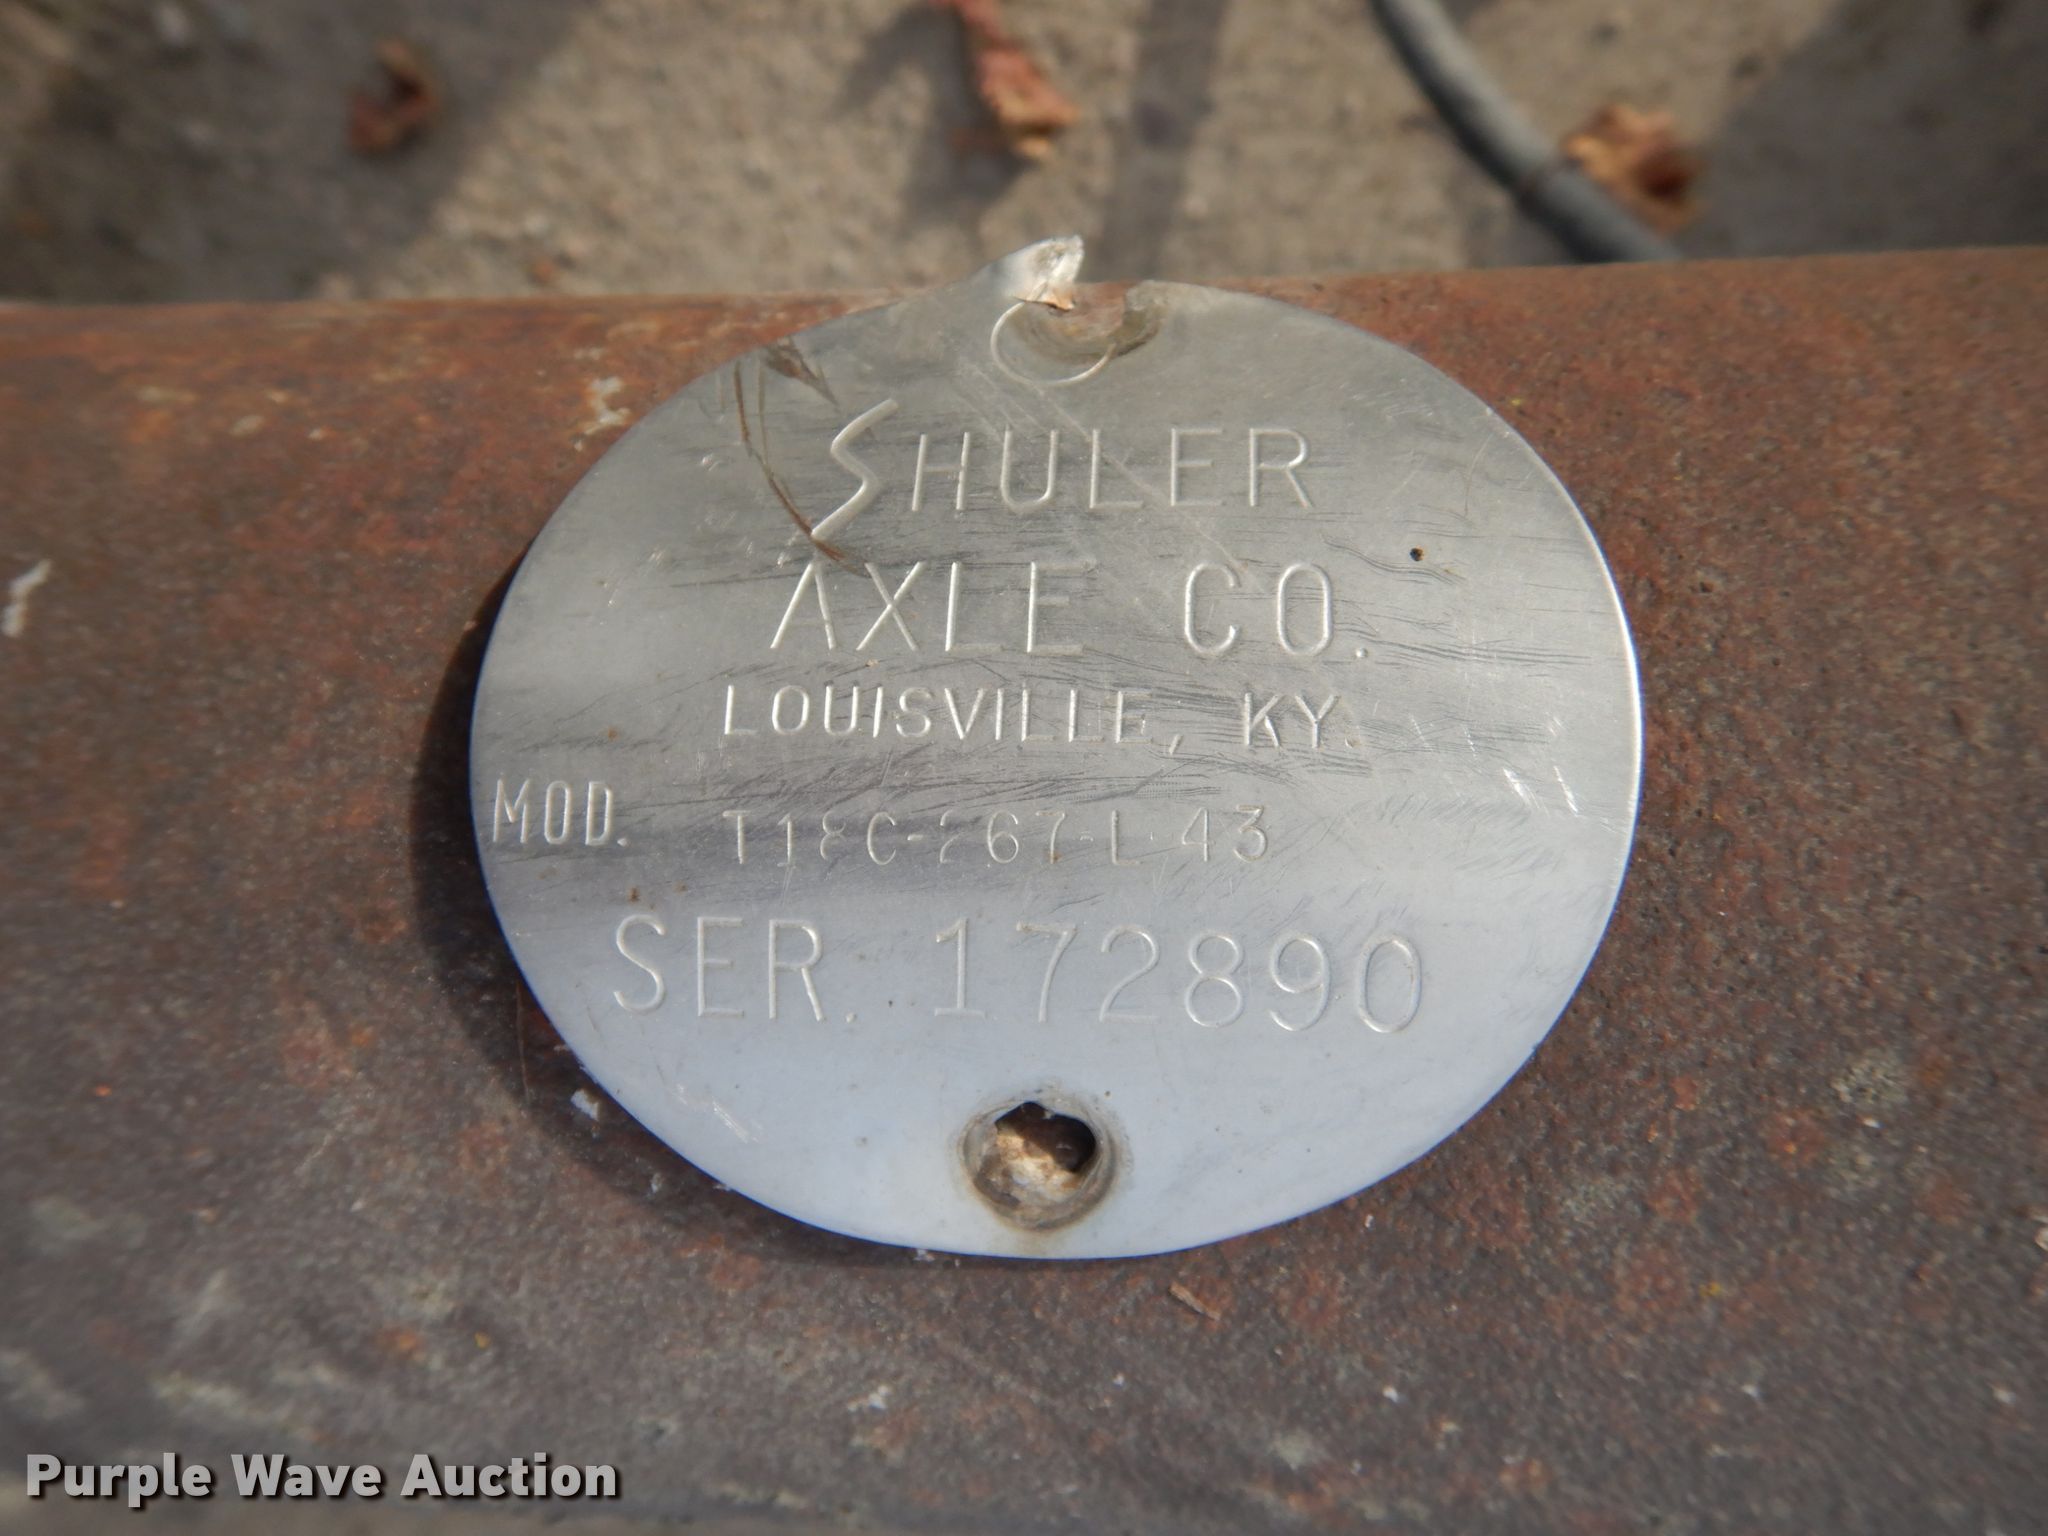 SHULER
AXLE CO.
LOUISVILLE, KY.
MOD. T18C-267-L-43
SER. 172890
Purple Wave Auction